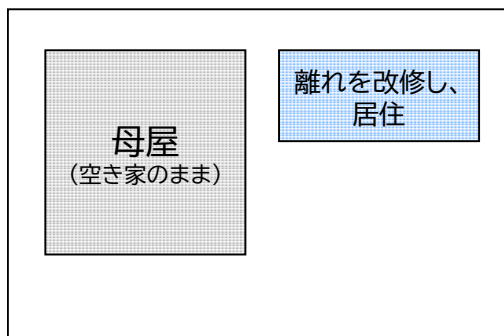 母屋
（空き家のまま）
離れを改修し、
居住